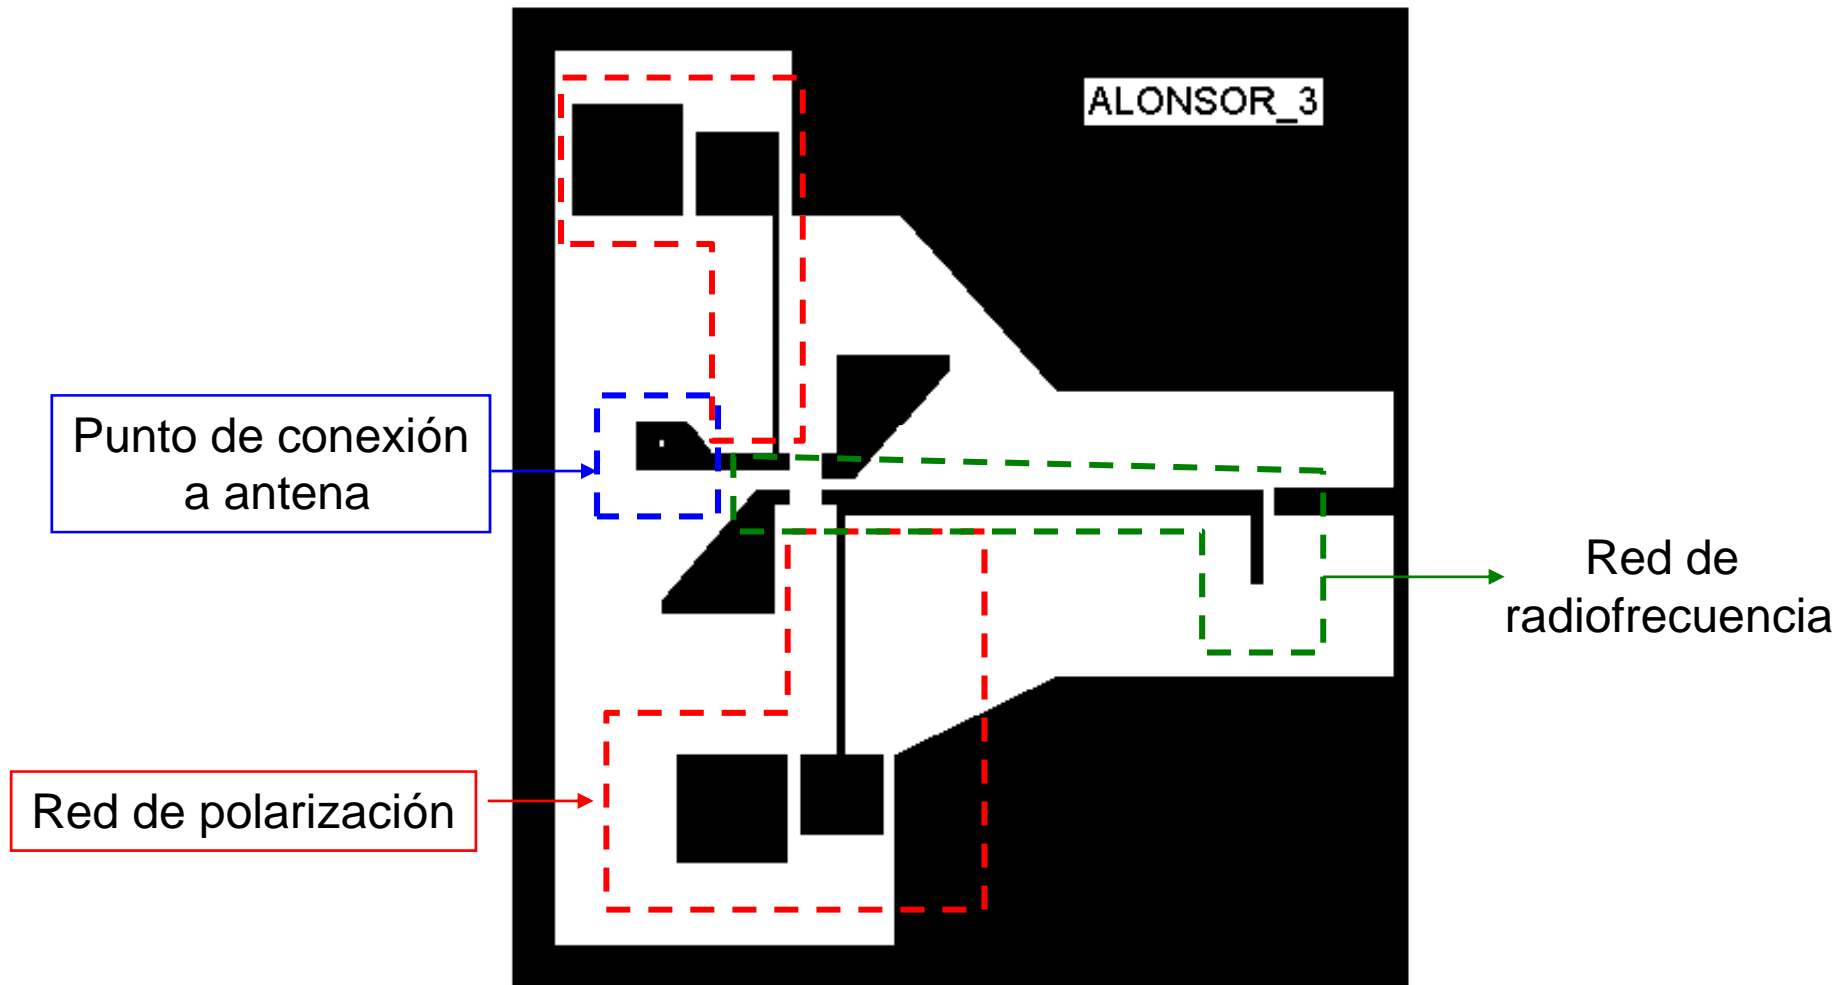 ALONSOR_3
Punto de conexión
a antena
Red de
radiofrecuencia
Red de polarización